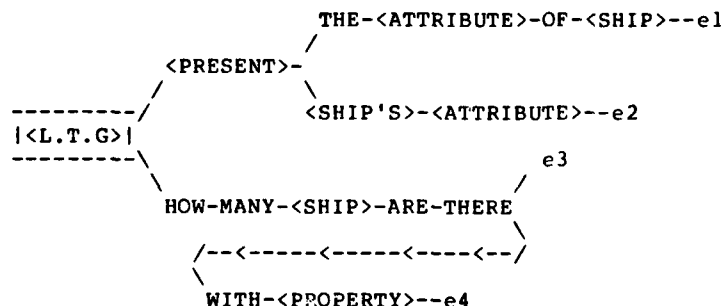 THE-<ATTRIBUTE>-OF-<SHIP>--e1
<PRESENT>-
<SHIP'S>-<ATTRIBUTE>--e2
|<L.T.G>|
e3
HOW-MANY-<SHIP>-ARE-THERE
/--<------<------<------<--/
WITH-<PROPERTY>--e4